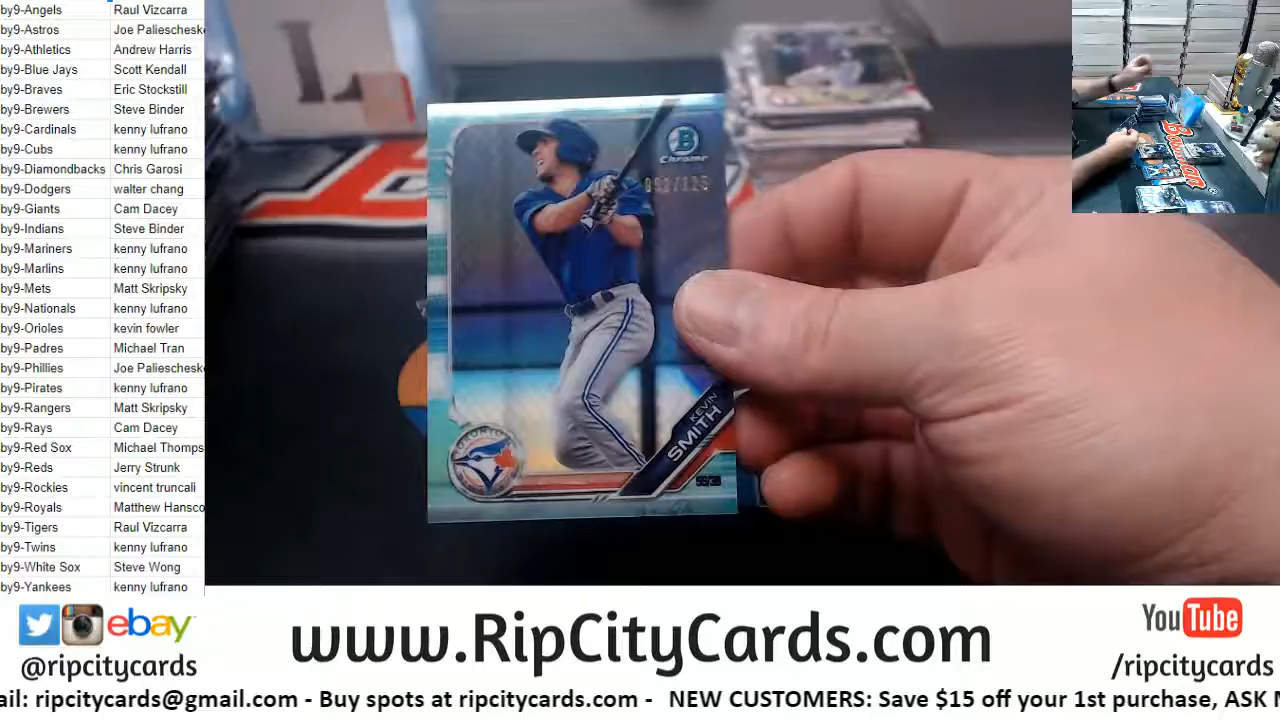 by9-Angels Raul Vizcarra
by9-Astros Joe Paliescheske
by9-Athletics Andrew Harris
by9-Blue Jays Scott Kendall
by9-Braves Eric Stockstill
by9-Brewers Steve Binder
by9-Cardinals kenny lufrano
by9-Cubs kenny lufrano
by9-Diamondbacks Chris Garosi
by9-Dodgers walter chang
by9-Giants Cam Dacey
by9-Indians Steve Binder
by9-Mariners kenny lufrano
by9-Marlins kenny lufrano
by9-Mets Matt Skripsky
by9-Nationals kenny lufrano
by9-Orioles kevin fowler
by9-Padres Michael Tran
by9-Phillies Joe Paliescheske
by9-Pirates kenny lufrano
by9-Rangers Matt Skripsky
by9-Rays Cam Dacey
by9-Red Sox Michael Thomps
by9-Reds Jerry Strunk
by9-Rockies vincent truncali
by9-Royals Matthew Hansco
by9-Tigers Raul Vizcarra
by9-Twins kenny lufrano
by9-White Sox Steve Wong
by9-Yankees kenny lufrano
B
Chrome
KEVIN
SMITH
SS/3B
BOWMAN
ebay
@ripcitycards
www.RipCityCards.com
YouTube
/ripcitycards
ail: ripcitycards@gmail.com - Buy spots at ripcitycards.com - NEW CUSTOMERS: Save $15 off your 1st purchase, ASK